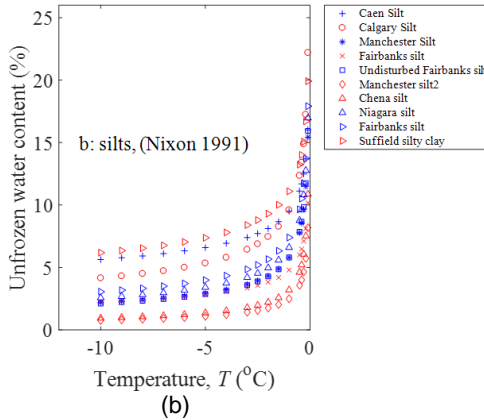 (b)
Caen Silt
Calgary Silt
Manchester Silt
Fairbanks silt
Undisturbed Fairbanks silt
Manchester silt2
Chena silt
Niagara silt
Fairbanks silt
Suffield silty clay
b: silts, (Nixon 1991)
Unfrozen water content (%)
25
20
15
10
5
0
-10
-5
0
Temperature, T (°C)
(b)